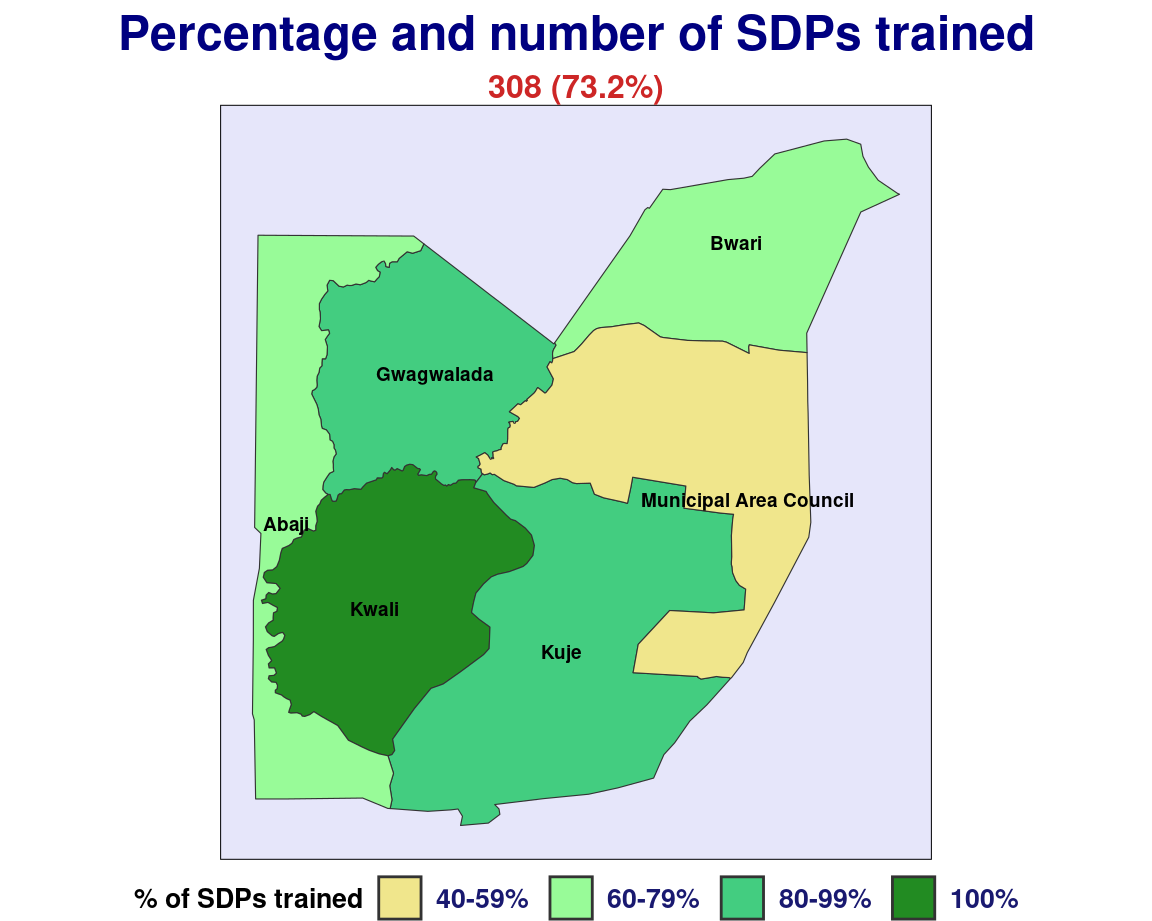 Percentage and number of SDPs trained
308 (73.2%)
Bwari
Gwagwalada
Municipal Area Council
Abaji
Kwali
Kuje
% of SDPs trained 40-59% 60-79% 80-99% 100%